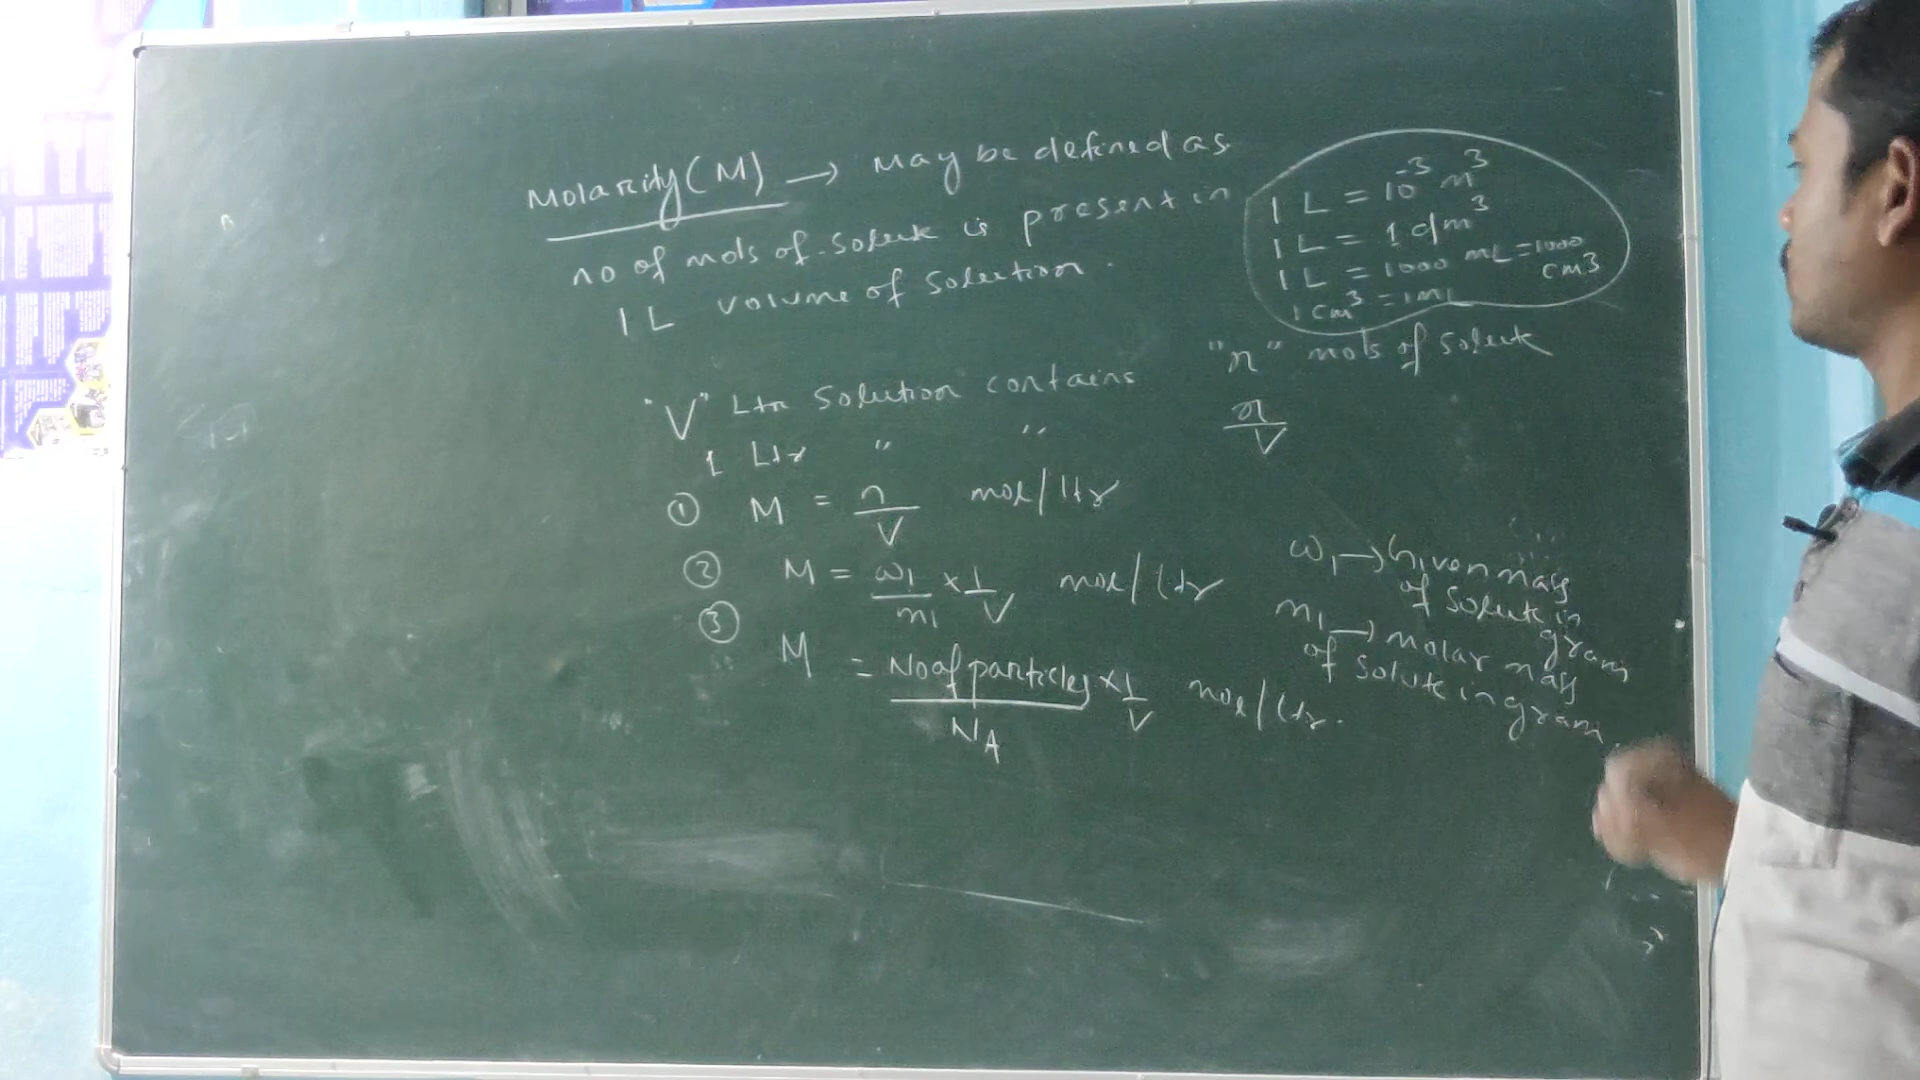 Molarity (M) → may be defined as
no of mols of solute is present in
1 L volume of solution.
1 L = 10⁻³ m³
1 L = 1 dm³
1 L = 1000 mL = 1000 cm³
1 cm³ = 1 ml
"V" Ltr solution contains "n" mols of solute
1 Ltr " " n/V
① M = n/V mol/ltr
② M = w₁/m₁ × 1/V mol/Ltr
③ M = No of particles/N_A × 1/V mol/Ltr.
w₁ → Given mass
of solute in
gram
m₁ → molar mass
of solute in gram.